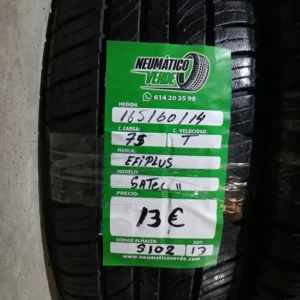 NEUMÁTICO
VERDE
614 20 35 98
MEDIDA
165/60/14
C. CARGA: C. VELOCIDAD:
75 T
MARCA:
EFIPLUS
MODELO:
SATEC II
PRECIO:
13 €
CÓDIGO ALMACÉN: DOT:
S102 13
www.neumaticoverde.com